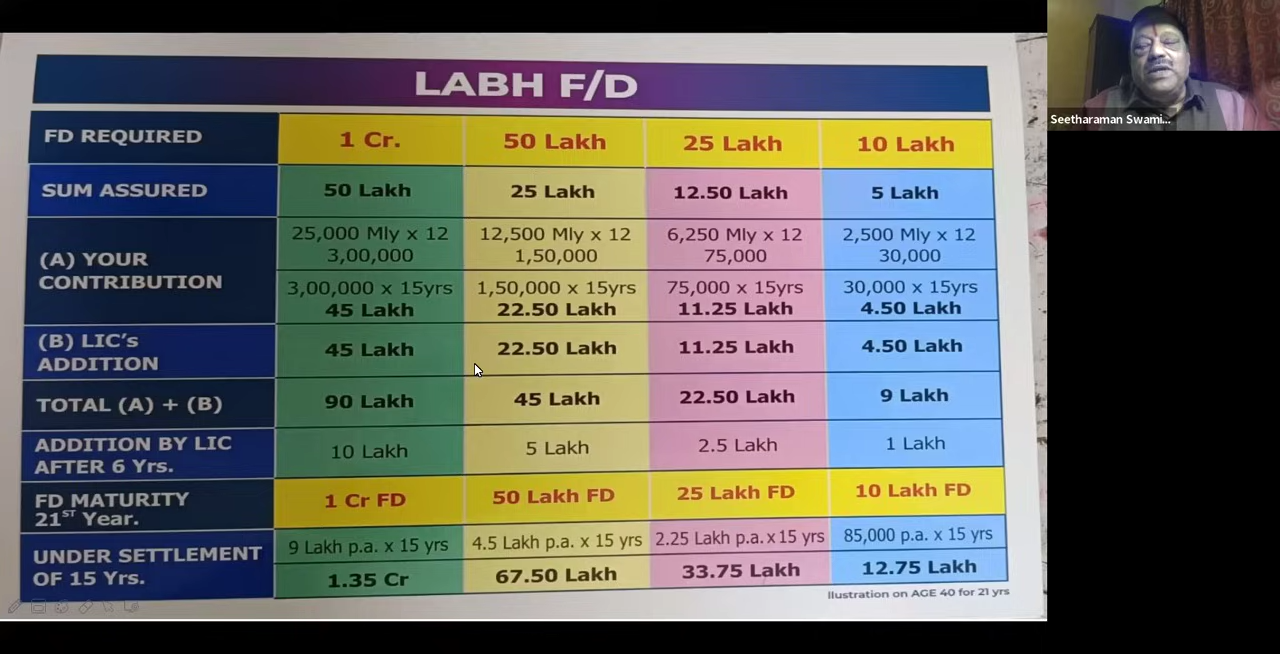 LABH F/D
FD REQUIRED 1 Cr. 50 Lakh 25 Lakh 10 Lakh
SUM ASSURED 50 Lakh 25 Lakh 12.50 Lakh 5 Lakh
(A) YOUR CONTRIBUTION
25,000 Mly x 12 12,500 Mly x 12 6,250 Mly x 12 2,500 Mly x 12
3,00,000 1,50,000 75,000 30,000
3,00,000 x 15yrs 1,50,000 x 15yrs 75,000 x 15yrs 30,000 x 15yrs
45 Lakh 22.50 Lakh 11.25 Lakh 4.50 Lakh
(B) LIC's
ADDITION 45 Lakh 22.50 Lakh 11.25 Lakh 4.50 Lakh
TOTAL (A) + (B) 90 Lakh 45 Lakh 22.50 Lakh 9 Lakh
ADDITION BY LIC
AFTER 6 Yrs. 10 Lakh 5 Lakh 2.5 Lakh 1 Lakh
FD MATURITY
21ST Year. 1 Cr FD 50 Lakh FD 25 Lakh FD 10 Lakh FD
UNDER SETTLEMENT
OF 15 Yrs.
9 Lakh p.a. x 15 yrs 4.5 Lakh p.a. x 15 yrs 2.25 Lakh p.a.x 15 yrs 85,000 p.a. x 15 yrs
1.35 Cr 67.50 Lakh 33.75 Lakh 12.75 Lakh
Ilustration on AGE 40 for 21 yrs
Seetharaman Swami...